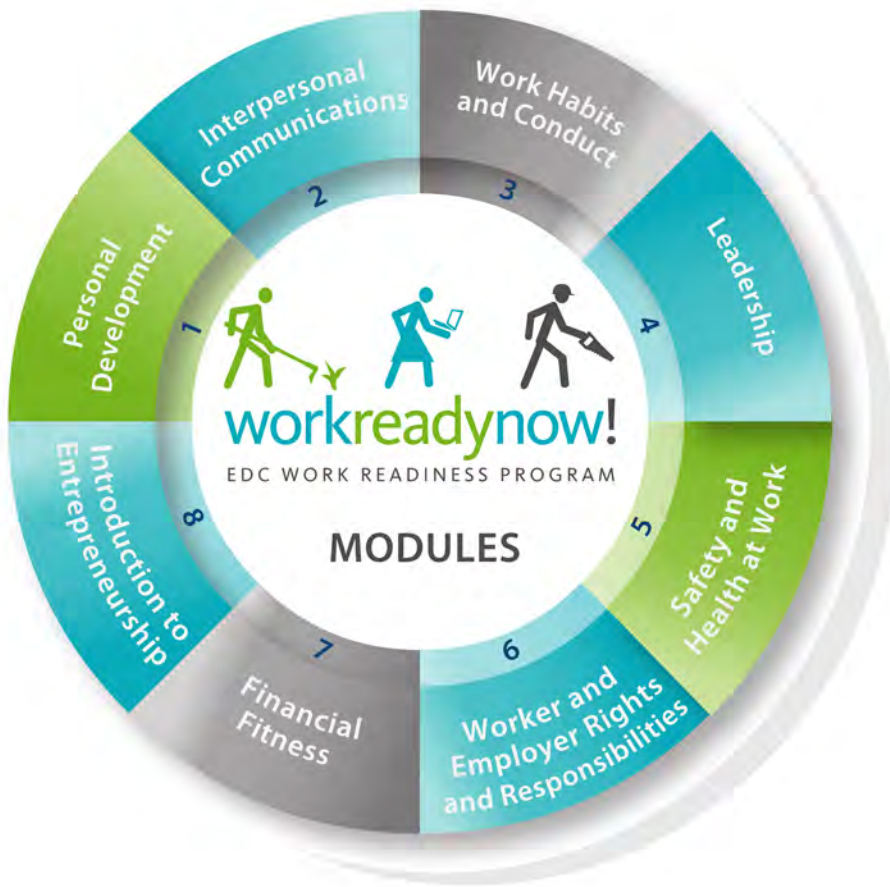 1
Personal
Development
2
Interpersonal
Communications
3
Work Habits
and Conduct
4
Leadership
5
Safety and
Health at Work
6
Worker and
Employer Rights
and Responsibilities
7
Financial
Fitness
8
Introduction to
Entrepreneurship
workreadynow!
EDC WORK READINESS PROGRAM
MODULES